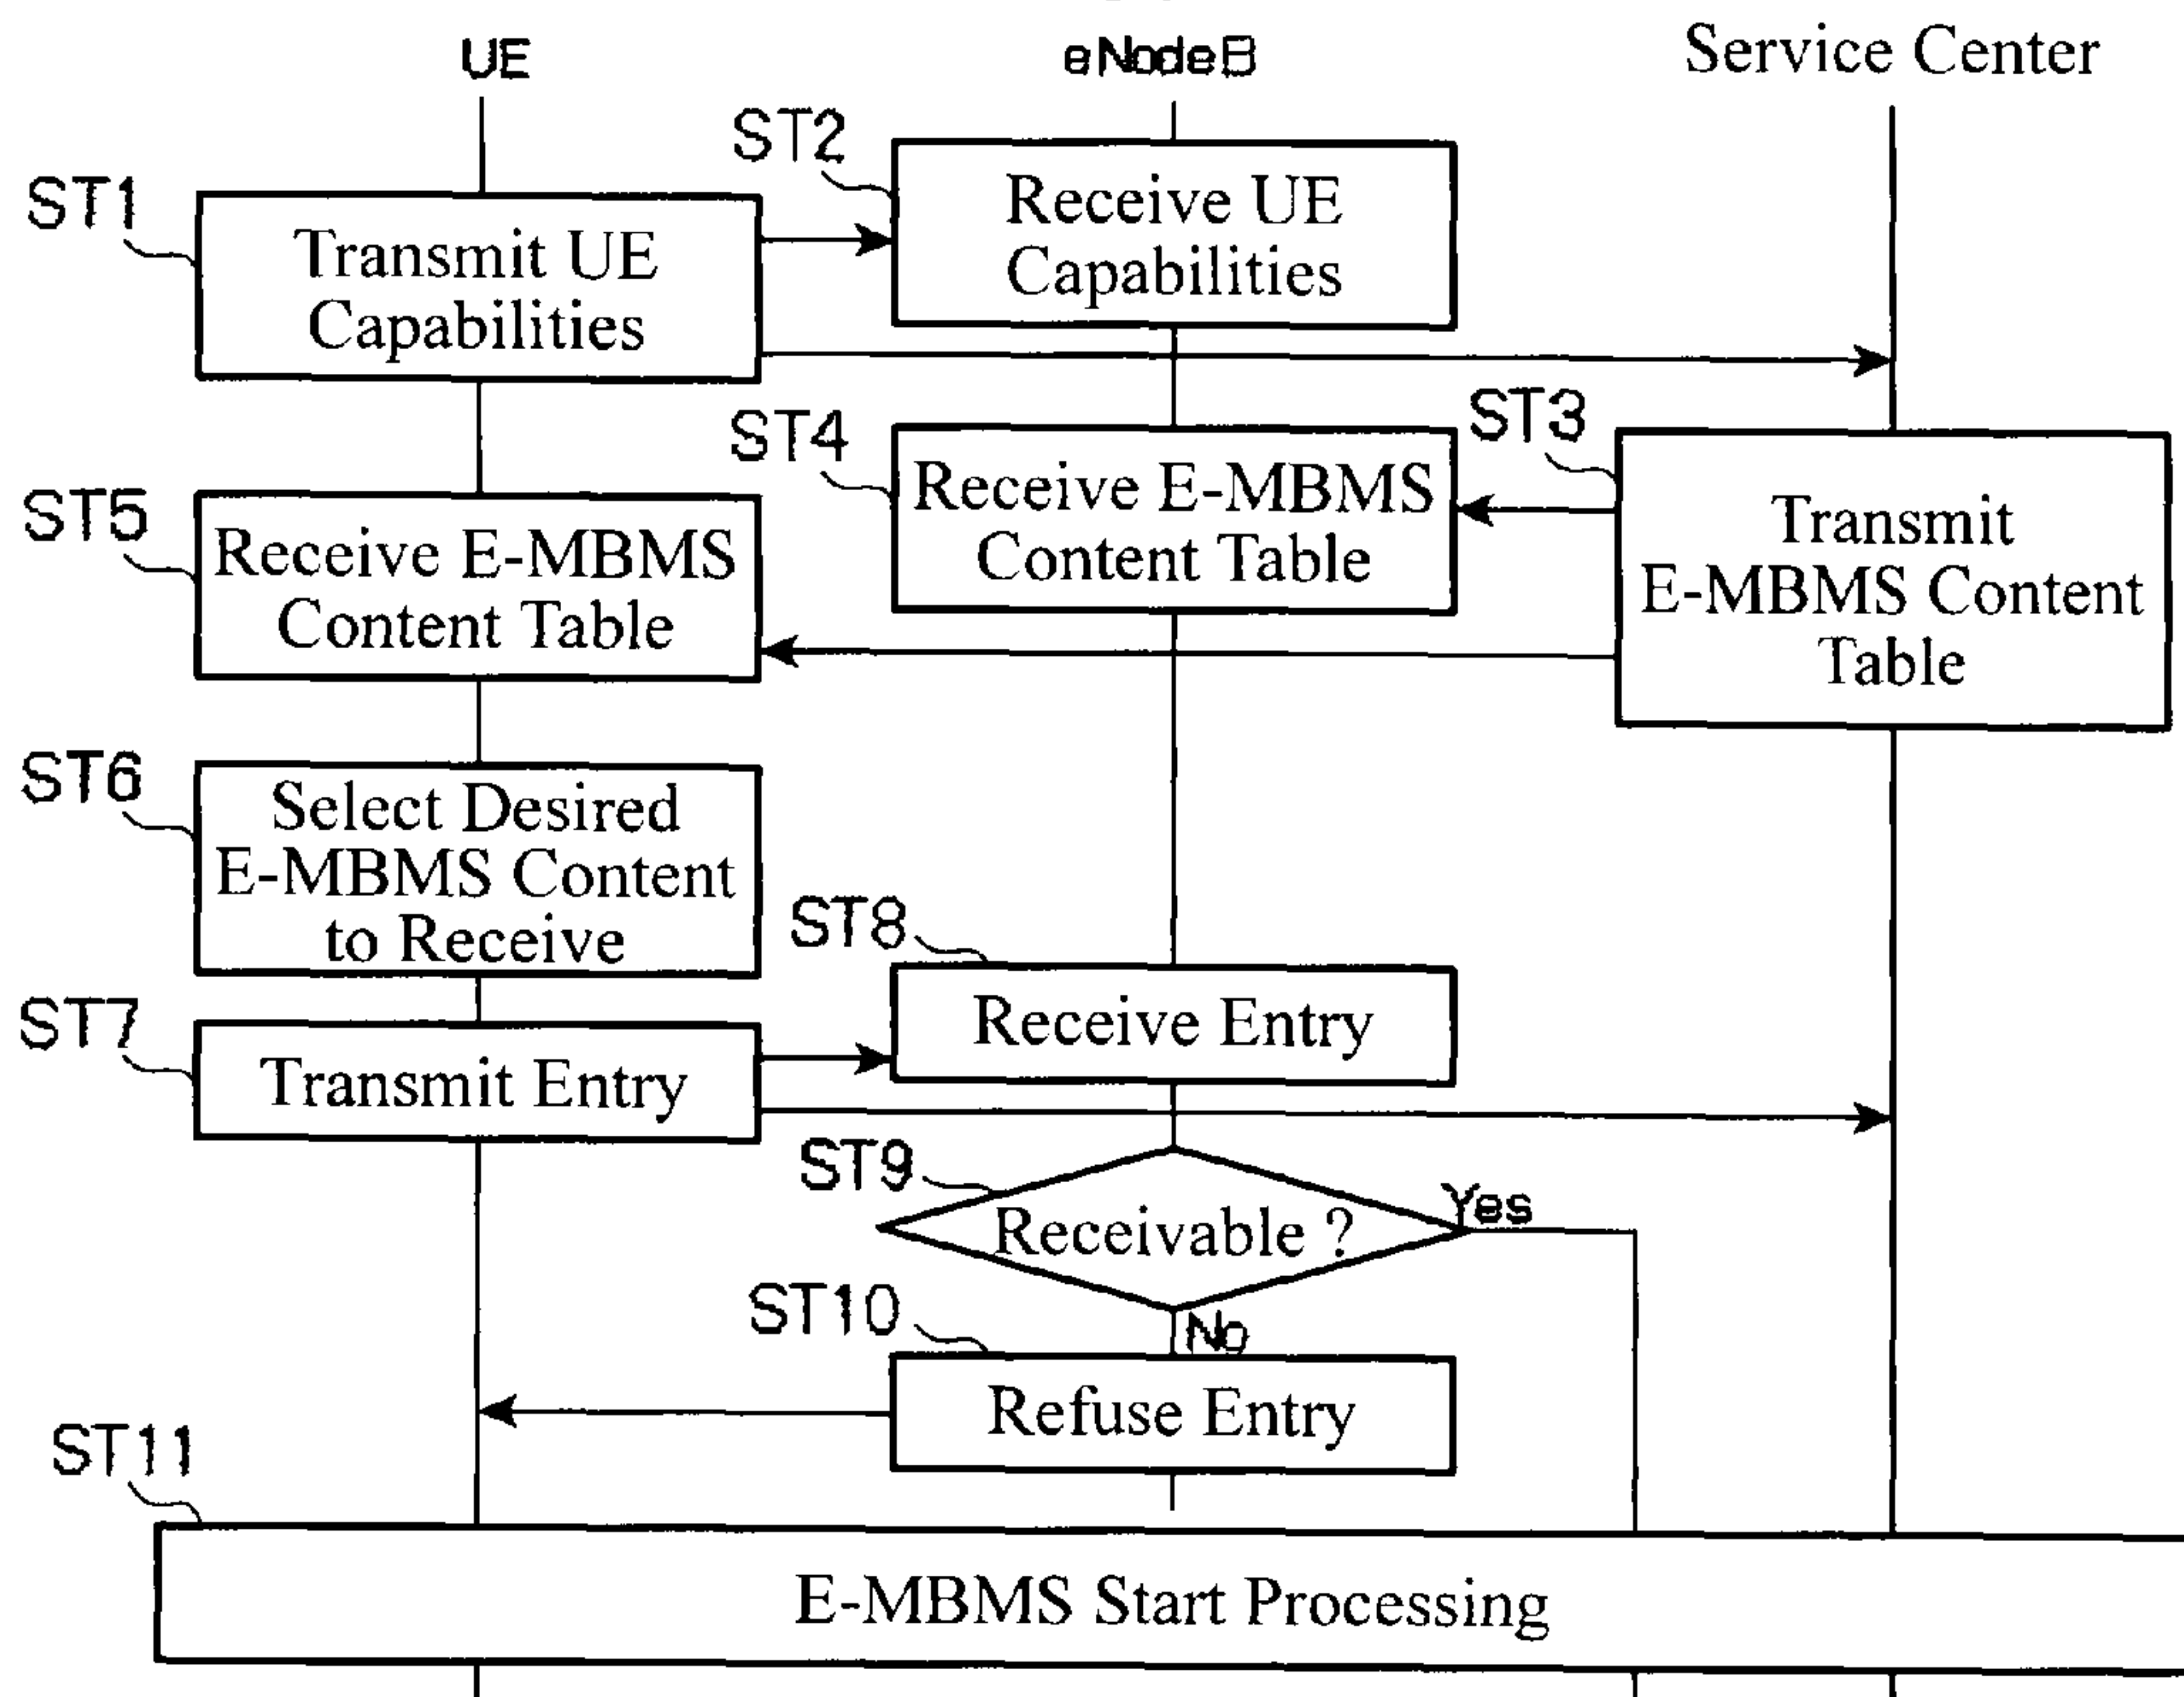 UE
eNodeB
Service Center
ST1
Transmit UE
Capabilities
ST2
Receive UE
Capabilities
ST3
Transmit
E-MBMS Content
Table
ST4
Receive E-MBMS
Content Table
ST5
Receive E-MBMS
Content Table
ST6
Select Desired
E-MBMS Content
to Receive
ST7
Transmit Entry
ST8
Receive Entry
ST9
Receivable ?
Yes
No
ST10
Refuse Entry
ST11
E-MBMS Start Processing